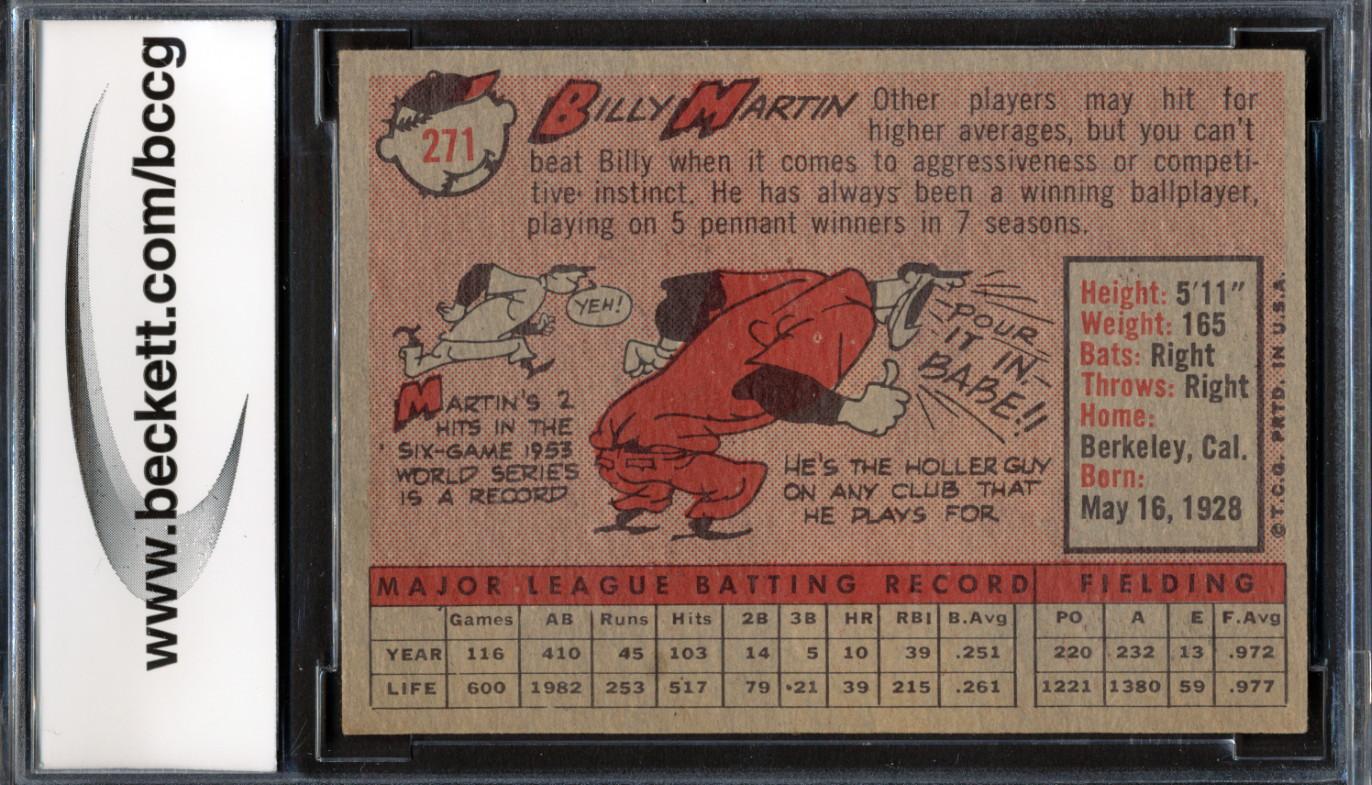 www.beckett.com/bccg
271
BILLY MARTIN
Other players may hit for
higher averages, but you can't
beat Billy when it comes to aggressiveness or competi-
tive instinct. He has always been a winning ballplayer,
playing on 5 pennant winners in 7 seasons.
YEH!
POUR
IT IN-
BABE!!
MARTIN'S 2
HITS IN THE
SIX-GAME 1953
WORLD SERIES
IS A RECORD
HE'S THE HOLLER GUY
ON ANY CLUB THAT
HE PLAYS FOR
Height: 5'11"
Weight: 165
Bats: Right
Throws: Right
Home:
Berkeley, Cal.
Born:
May 16, 1928
© T.C.G. PRTD. IN U.S.A.
MAJOR LEAGUE BATTING RECORD FIELDING
Games AB Runs Hits 2B 3B HR RBI B.Avg PO A E F.Avg
YEAR 116 410 45 103 14 5 10 39 .251 220 232 13 .972
LIFE 600 1982 253 517 79 21 39 215 .261 1221 1380 59 .977